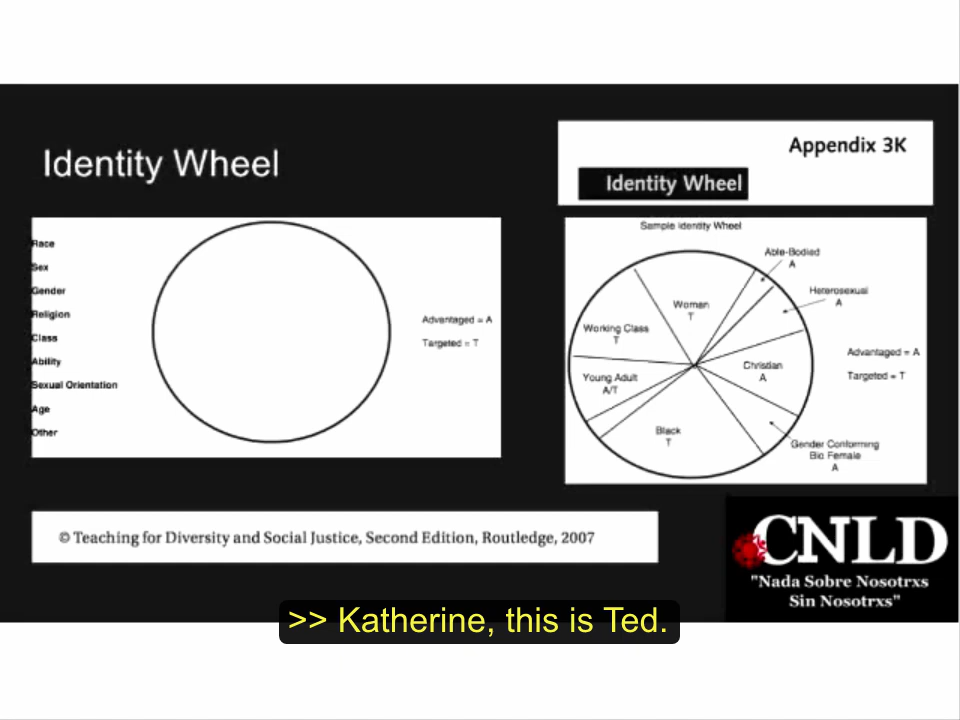 Identity Wheel
Appendix 3K
Identity Wheel
Race
Sex
Gender
Religion
Class
Ability
Sexual Orientation
Age
Other
Advantaged = A
Targeted = T
Sample Identity Wheel
Able-Bodied
A
Heterosexual
A
Woman
T
Working Class
T
Christian
A
Young Adult
A/T
Black
T
Gender Conforming
Bio Female
A
Advantaged = A
Targeted = T
© Teaching for Diversity and Social Justice, Second Edition, Routledge, 2007
CNLD
"Nada Sobre Nosotrxs
Sin Nosotrxs"
>> Katherine, this is Ted.